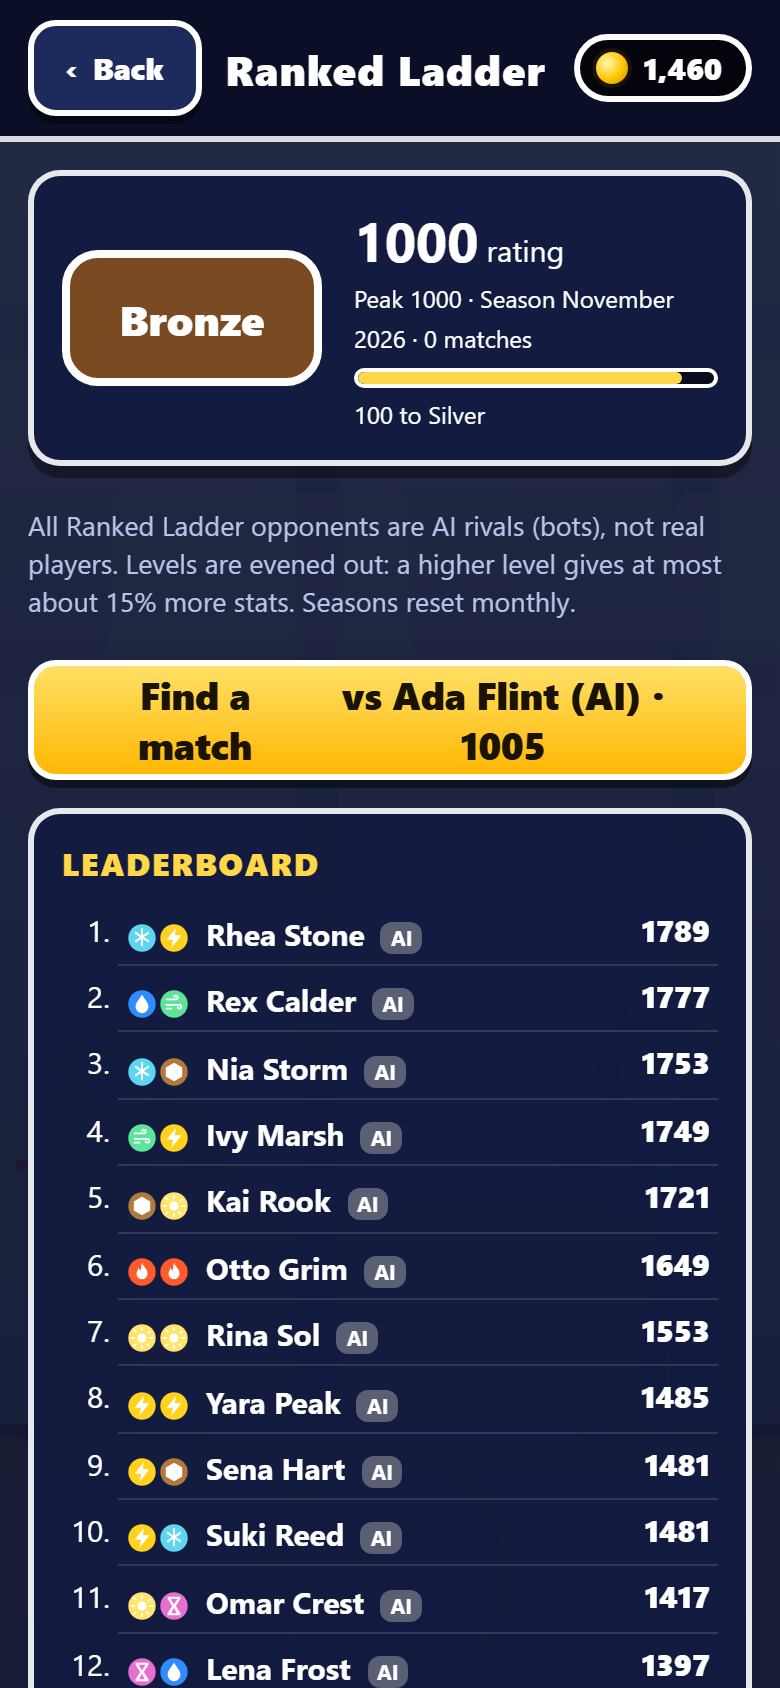 ‹ Back
Ranked Ladder
1,460
Bronze
1000 rating
Peak 1000 · Season November
2026 · 0 matches
100 to Silver
All Ranked Ladder opponents are AI rivals (bots), not real
players. Levels are evened out: a higher level gives at most
about 15% more stats. Seasons reset monthly.
Find a
match
vs Ada Flint (AI) ·
1005
LEADERBOARD
1. Rhea Stone AI 1789
2. Rex Calder AI 1777
3. Nia Storm AI 1753
4. Ivy Marsh AI 1749
5. Kai Rook AI 1721
6. Otto Grim AI 1649
7. Rina Sol AI 1553
8. Yara Peak AI 1485
9. Sena Hart AI 1481
10. Suki Reed AI 1481
11. Omar Crest AI 1417
12. Lena Frost AI 1397